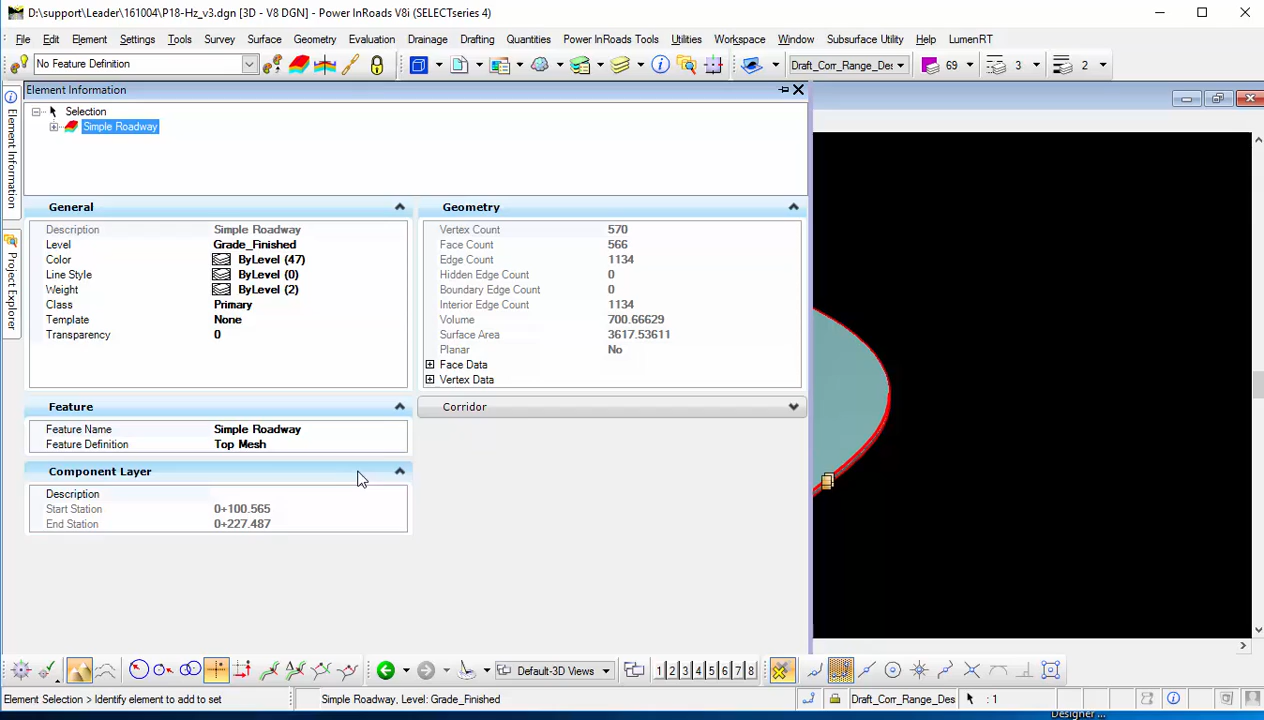 D:\support\Leader\161004\P18-Hz_v3.dgn [3D - V8 DGN] - Power InRoads V8i (SELECTseries 4)
File Edit Element Settings Tools Survey Surface Geometry Evaluation Drainage Drafting Quantities Power InRoads Tools Utilities Workspace Window Subsurface Utility Help LumenRT
No Feature Definition Draft_Corr_Range_Des 69 3 2
Element Information
Selection
Simple Roadway
Element Information
Project Explorer
General
Description Simple Roadway
Level Grade_Finished
Color ByLevel (47)
Line Style ByLevel (0)
Weight ByLevel (2)
Class Primary
Template None
Transparency 0
Geometry
Vertex Count 570
Face Count 566
Edge Count 1134
Hidden Edge Count 0
Boundary Edge Count 0
Interior Edge Count 1134
Volume 700.66629
Surface Area 3617.53611
Planar No
Face Data
Vertex Data
Feature
Feature Name Simple Roadway
Feature Definition Top Mesh
Corridor
Component Layer
Description
Start Station 0+100.565
End Station 0+227.487
Default-3D Views 1 2 3 4 5 6 7 8
Element Selection > Identify element to add to set Simple Roadway, Level: Grade_Finished Draft_Corr_Range_Des : 1
Designer ...